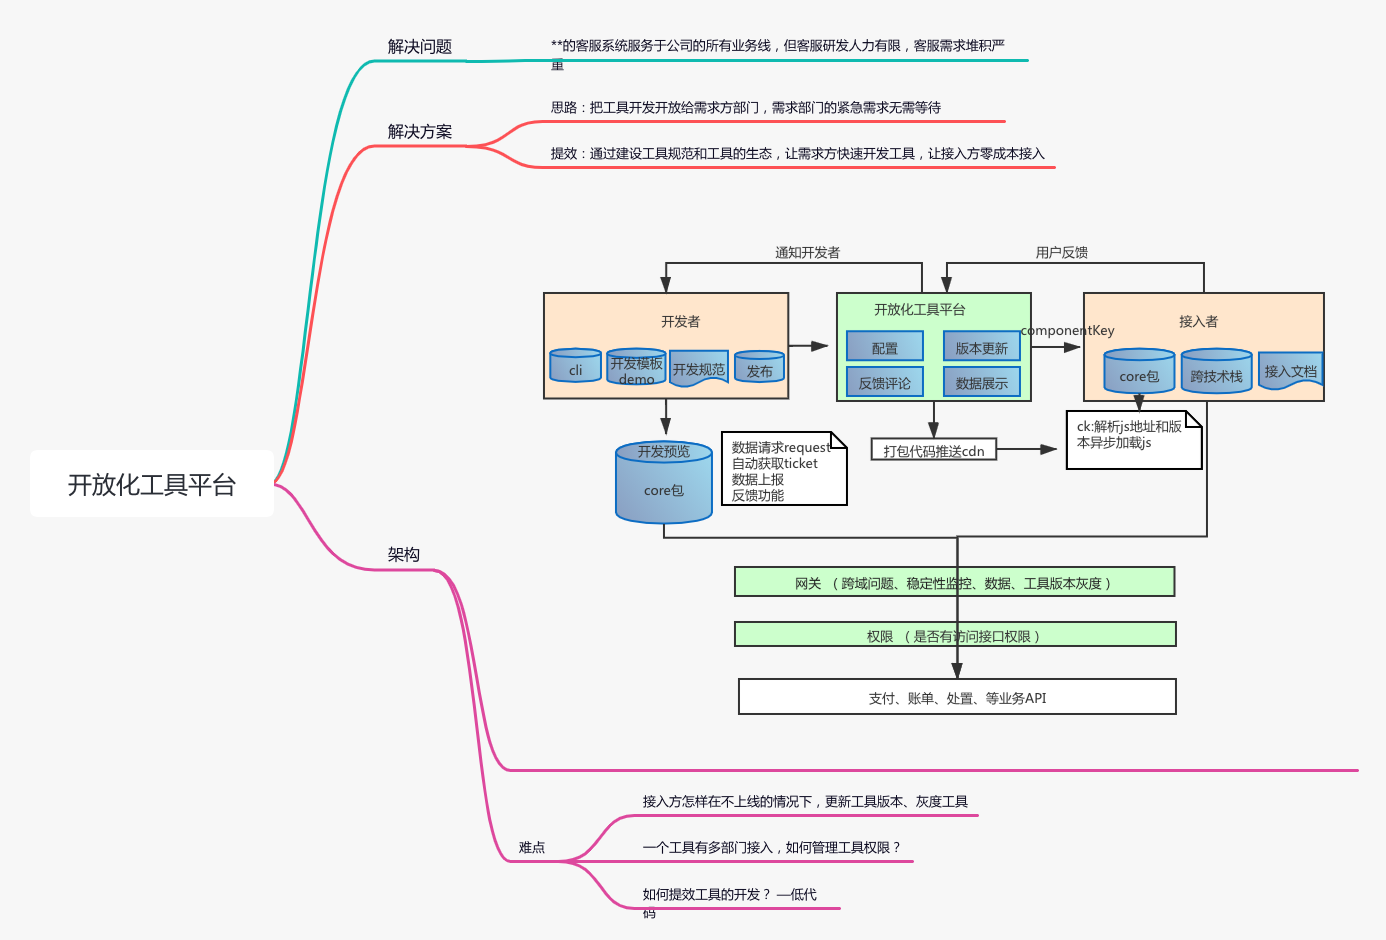 解决问题
**的客服系统服务于公司的所有业务线，但客服研发人力有限，客服需求堆积严
重
解决方案
思路：把工具开发开放给需求方部门，需求部门的紧急需求无需等待
提效：通过建设工具规范和工具的生态，让需求方快速开发工具，让接入方零成本接入
通知开发者
用户反馈
开发者
cli
开发模板
demo
开发规范
发布
开放化工具平台
配置
版本更新
反馈评论
数据展示
componentKey
接入者
core包
跨技术栈
接入文档
开发预览
core包
数据请求request
自动获取ticket
数据上报
反馈功能
打包代码推送cdn
ck:解析js地址和版
本异步加载js
开放化工具平台
架构
网关 （跨域问题、稳定性监控、数据、工具版本灰度）
权限 （是否有访问接口权限）
支付、账单、处置、等业务API
难点
接入方怎样在不上线的情况下，更新工具版本、灰度工具
一个工具有多部门接入，如何管理工具权限？
如何提效工具的开发？ —低代
码